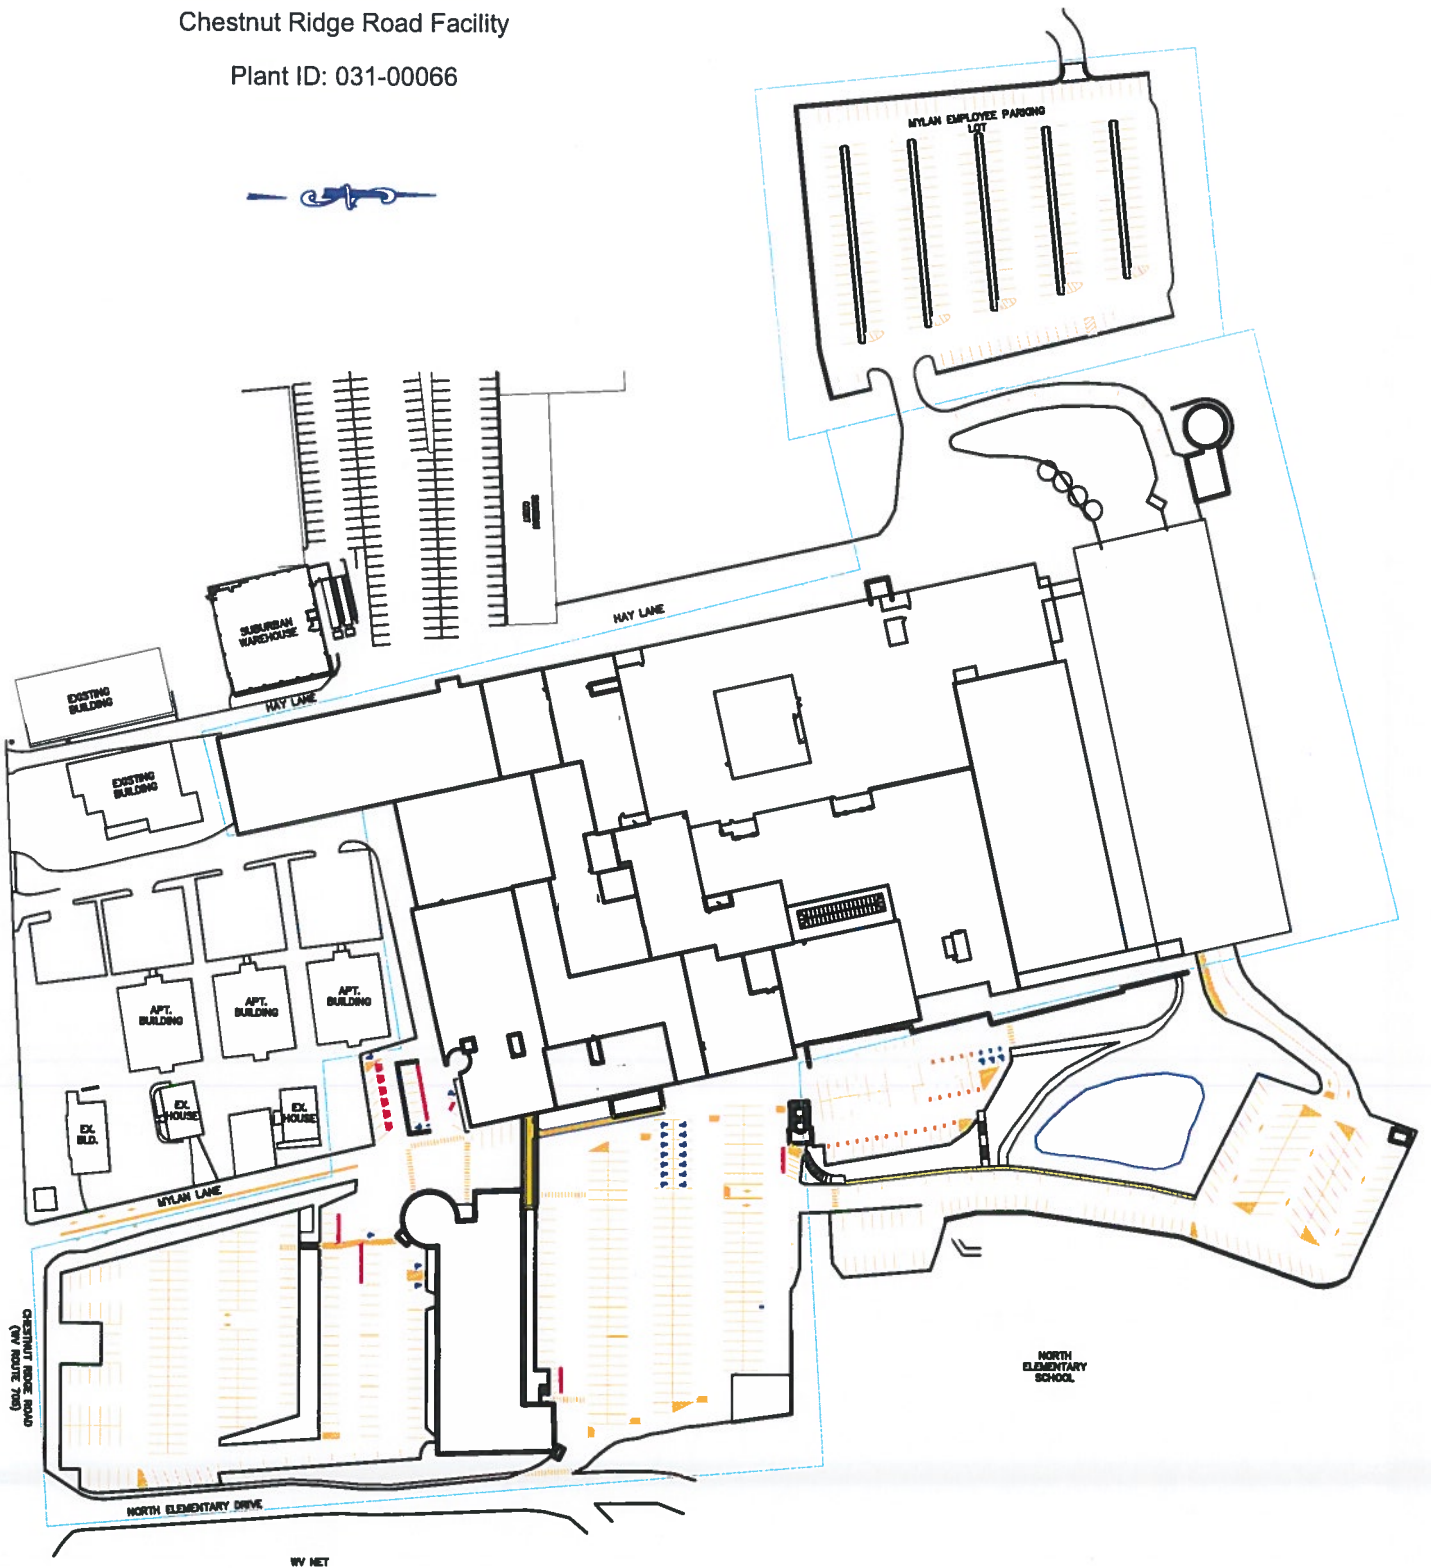 Chestnut Ridge Road Facility
Plant ID: 031-00066
MYLAN EMPLOYEE PARKING
LOT
HAY LANE
SUBURBAN
WAREHOUSE
EXISTING
BUILDING
HAY LANE
EXISTING
BUILDING
APT.
BUILDING
APT.
BUILDING
APT.
BUILDING
EX.
BLD.
EX.
HOUSE
EX.
HOUSE
MYLAN LANE
CHESTNUT RIDGE ROAD
(WV ROUTE 705)
NORTH
ELEMENTARY
SCHOOL
NORTH ELEMENTARY DRIVE
WV NET